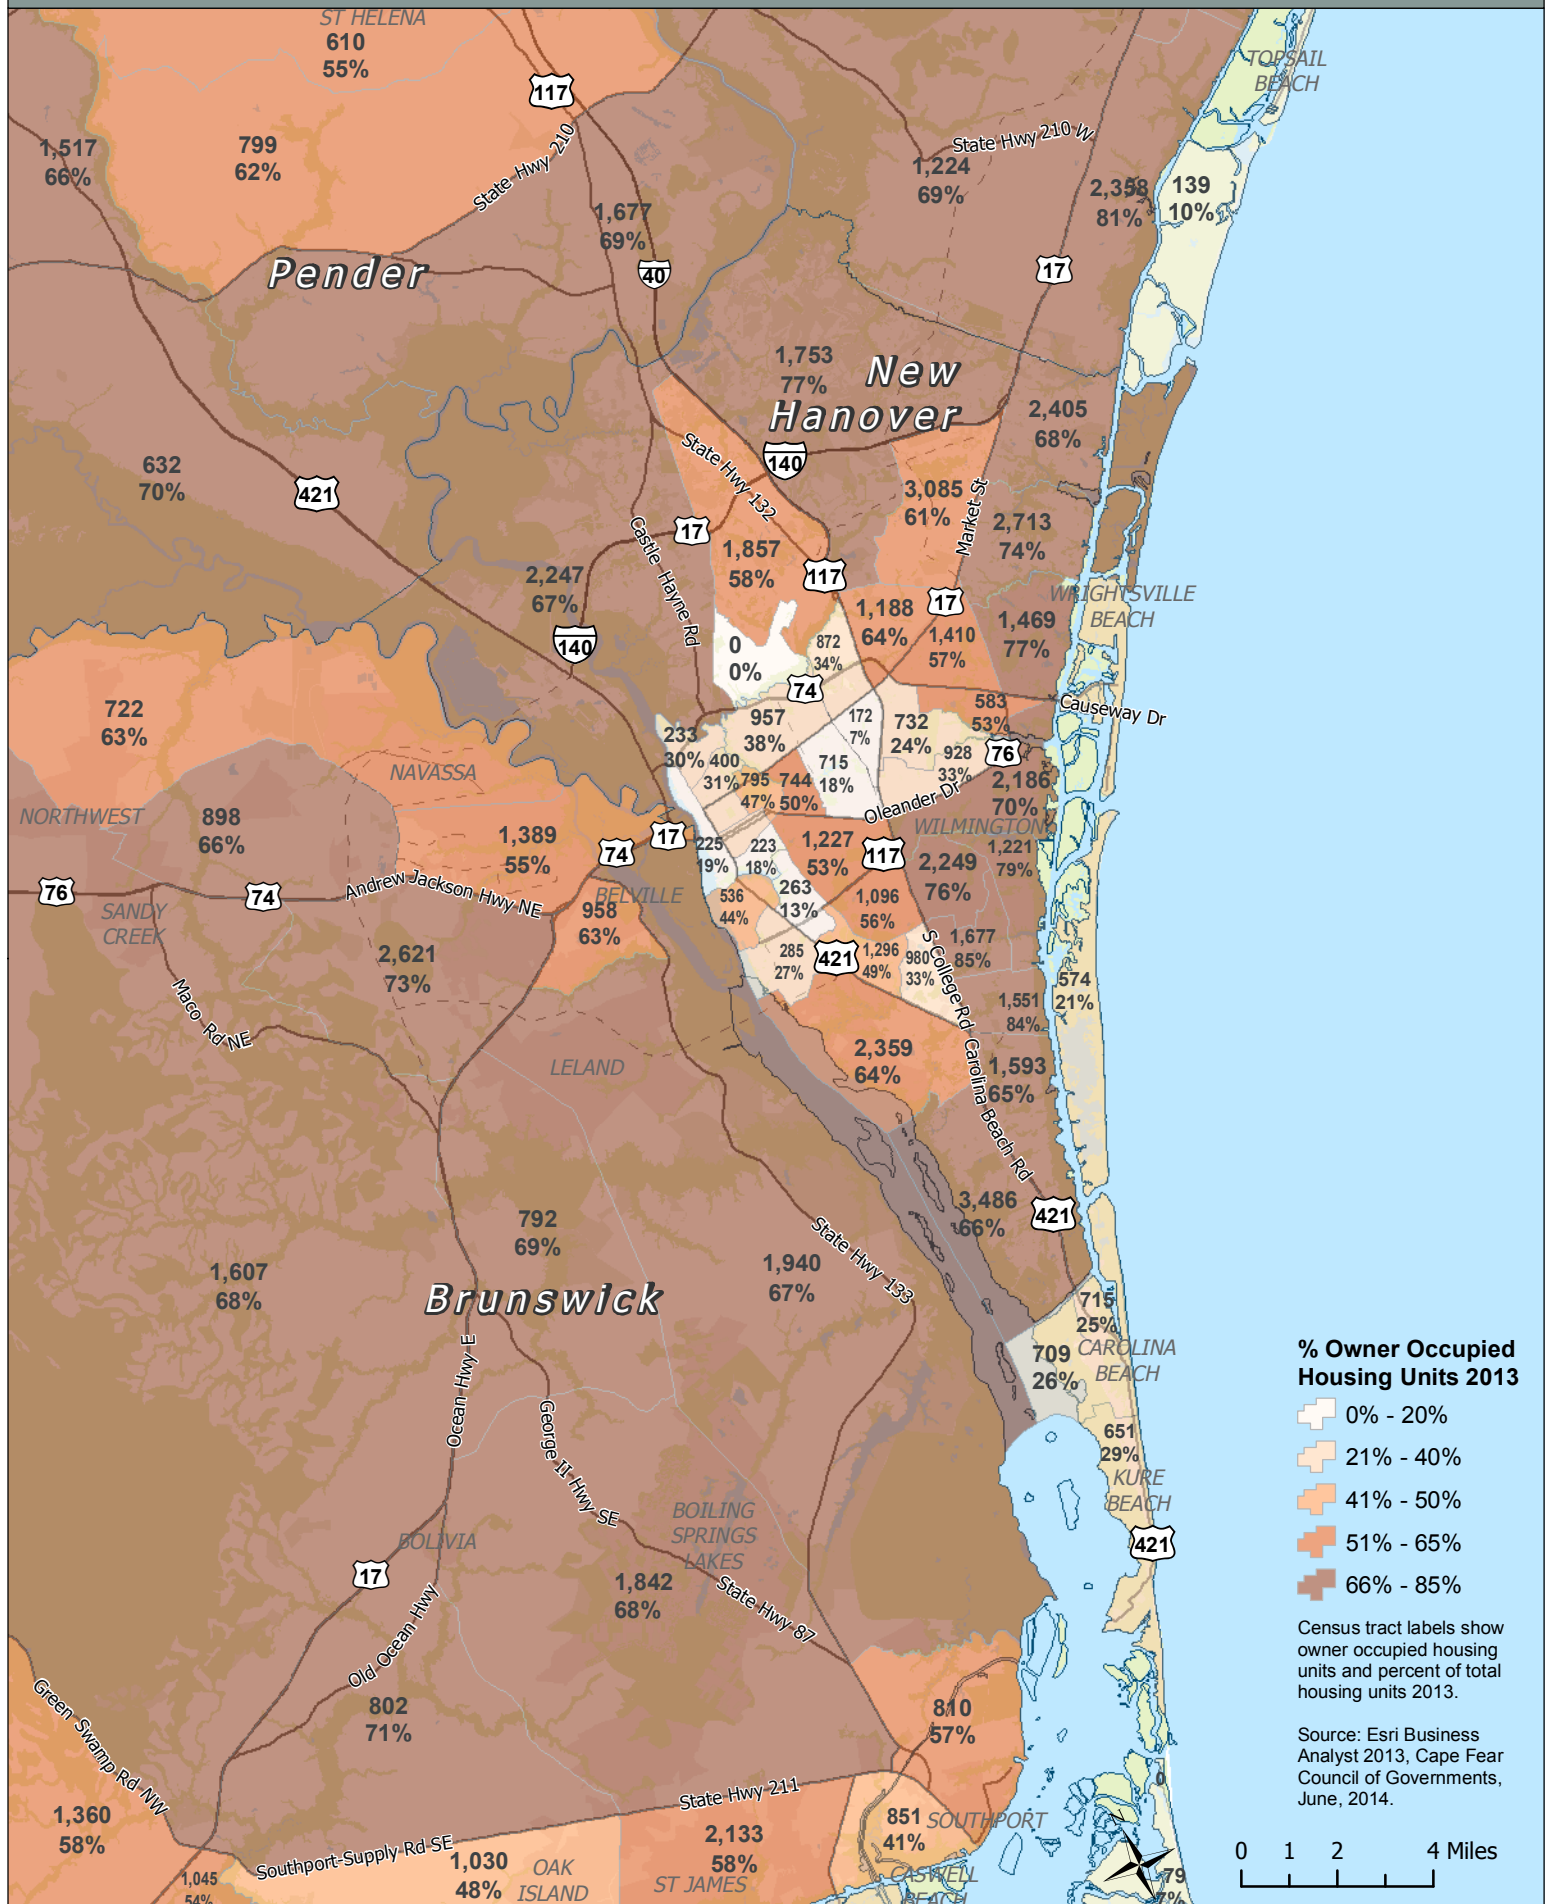 ST HELENA
610
55%
TOPSAIL
BEACH
117
1,517
66%
799
62%
State Hwy 210
State Hwy 210 W
1,224
69%
2,358
81%
139
10%
1,677
69%
Pender
40
17
1,753
77%
New
Hanover
2,405
68%
State Hwy 132
140
632
70%
421
3,085
61%
Market St
2,713
74%
17
Castle Hayne Rd
1,857
58%
117
2,247
67%
140
1,188
64%
17
1,410
57%
1,469
77%
WRIGHTSVILLE
BEACH
0
0%
872
34%
74
722
63%
233
30%
957
38%
172
7%
732
24%
583
53%
Causeway Dr
400
31%
795
47%
744
50%
715
18%
928
33%
76
2,186
70%
NAVASSA
NORTHWEST
898
66%
1,389
55%
74
17
Oleander Dr
WILMINGTON
225
19%
223
18%
1,227
53%
117
2,249
76%
1,221
79%
76
74
Andrew Jackson Hwy NE
BELVILLE
958
63%
536
44%
263
13%
1,096
56%
SANDY
CREEK
2,621
73%
285
27%
421
1,296
49%
980
33%
1,677
85%
574
21%
S College Rd
Maco Rd NE
1,551
84%
LELAND
2,359
64%
1,593
65%
Carolina Beach Rd
792
69%
3,486
66%
421
1,607
68%
1,940
67%
State Hwy 133
Brunswick
715
25%
709
26%
CAROLINA
BEACH
Ocean Hwy E
George II Hwy SE
651
29%
KURE
BEACH
BOILING
SPRINGS
LAKES
BOLIVIA
421
17
1,842
68%
State Hwy 87
Old Ocean Hwy
Green Swamp Rd NW
802
71%
810
57%
State Hwy 211
1,360
58%
2,133
58%
851
41%
SOUTHPORT
Southport-Supply Rd SE
1,030
48%
OAK
ISLAND
ST JAMES
CASWELL
BEACH
1,045
54%
0
79
7%
% Owner Occupied
Housing Units 2013
0% - 20%
21% - 40%
41% - 50%
51% - 65%
66% - 85%
Census tract labels show
owner occupied housing
units and percent of total
housing units 2013.
Source: Esri Business
Analyst 2013, Cape Fear
Council of Governments,
June, 2014.
0 1 2 4 Miles